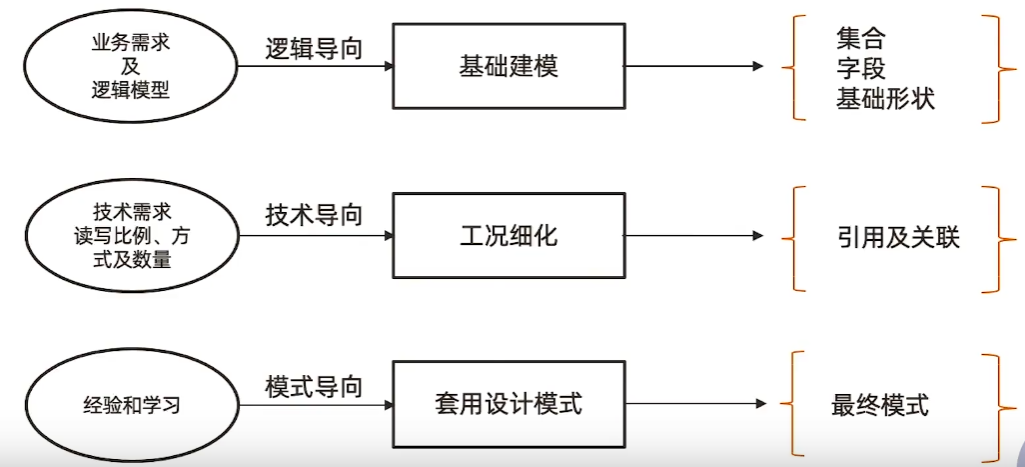 业务需求
及
逻辑模型
逻辑导向
基础建模
集合
字段
基础形状
技术需求
读写比例、方
式及数量
技术导向
工况细化
引用及关联
经验和学习
模式导向
套用设计模式
最终模式